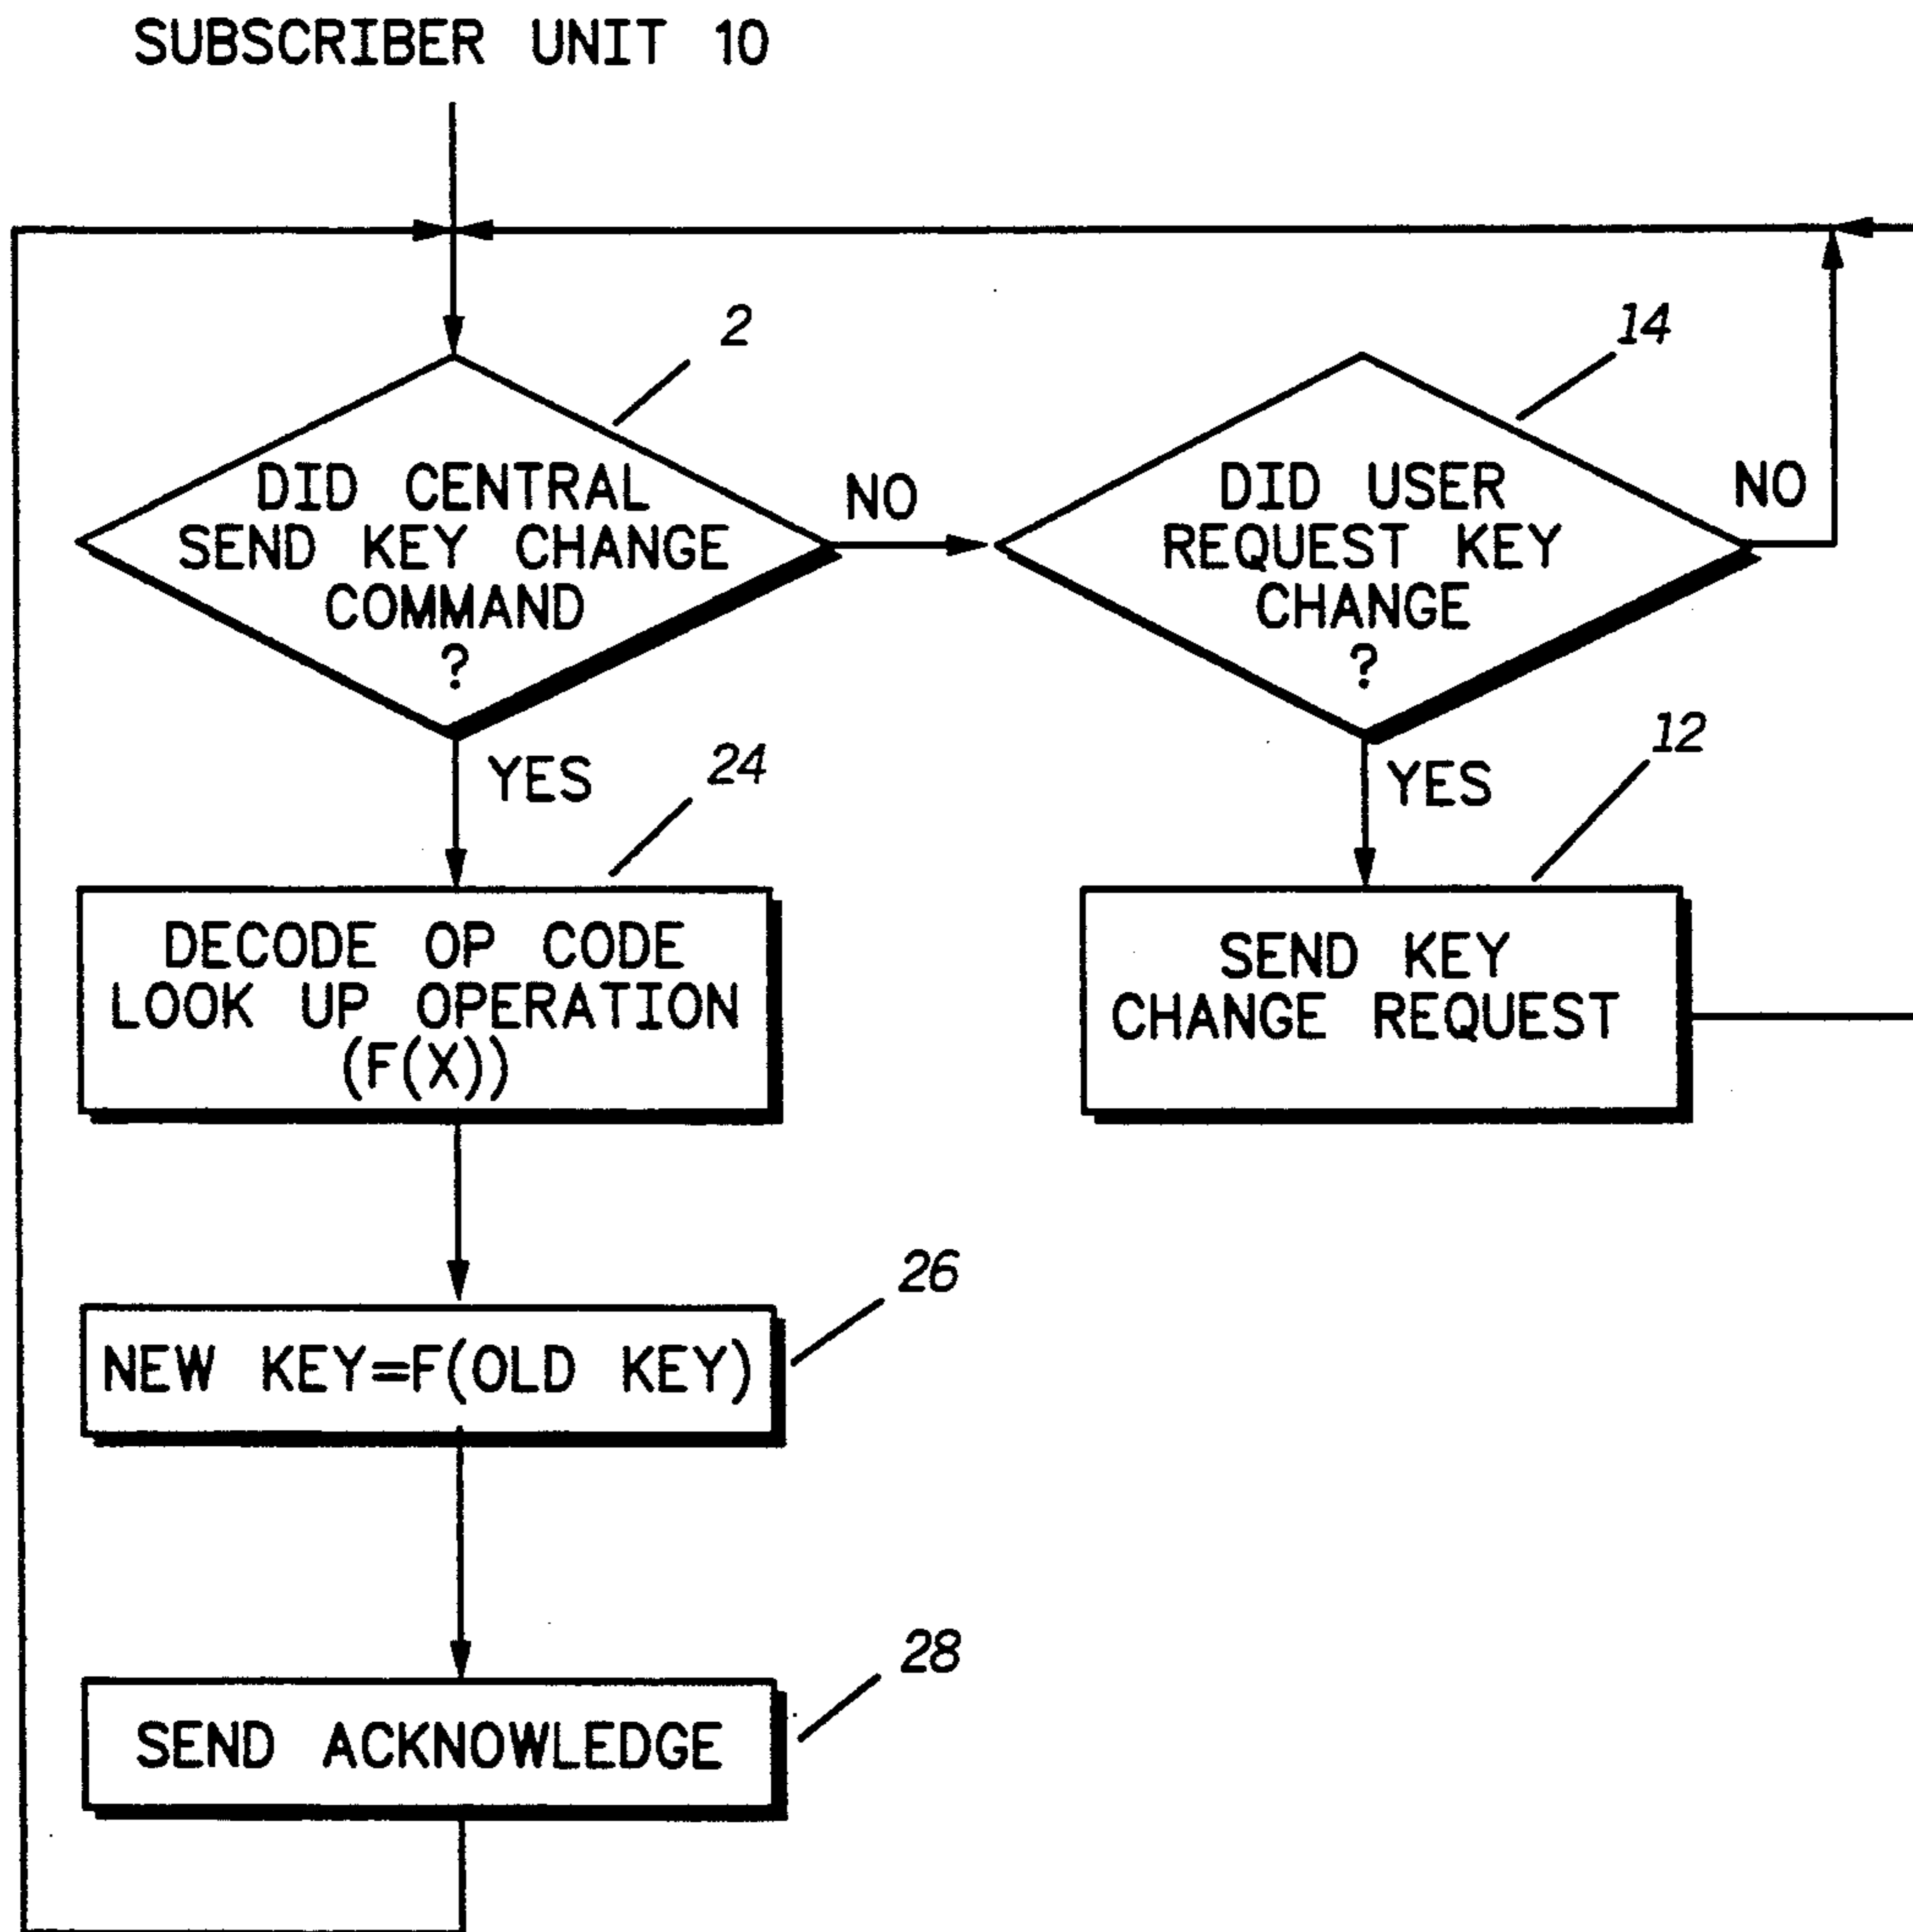 SUBSCRIBER UNIT 10
2
DID CENTRAL
SEND KEY CHANGE
COMMAND
?
NO
14
DID USER
REQUEST KEY
CHANGE
?
NO
YES
24
DECODE OP CODE
LOOK UP OPERATION
(F(X))
YES
12
SEND KEY
CHANGE REQUEST
26
NEW KEY=F(OLD KEY)
28
SEND ACKNOWLEDGE